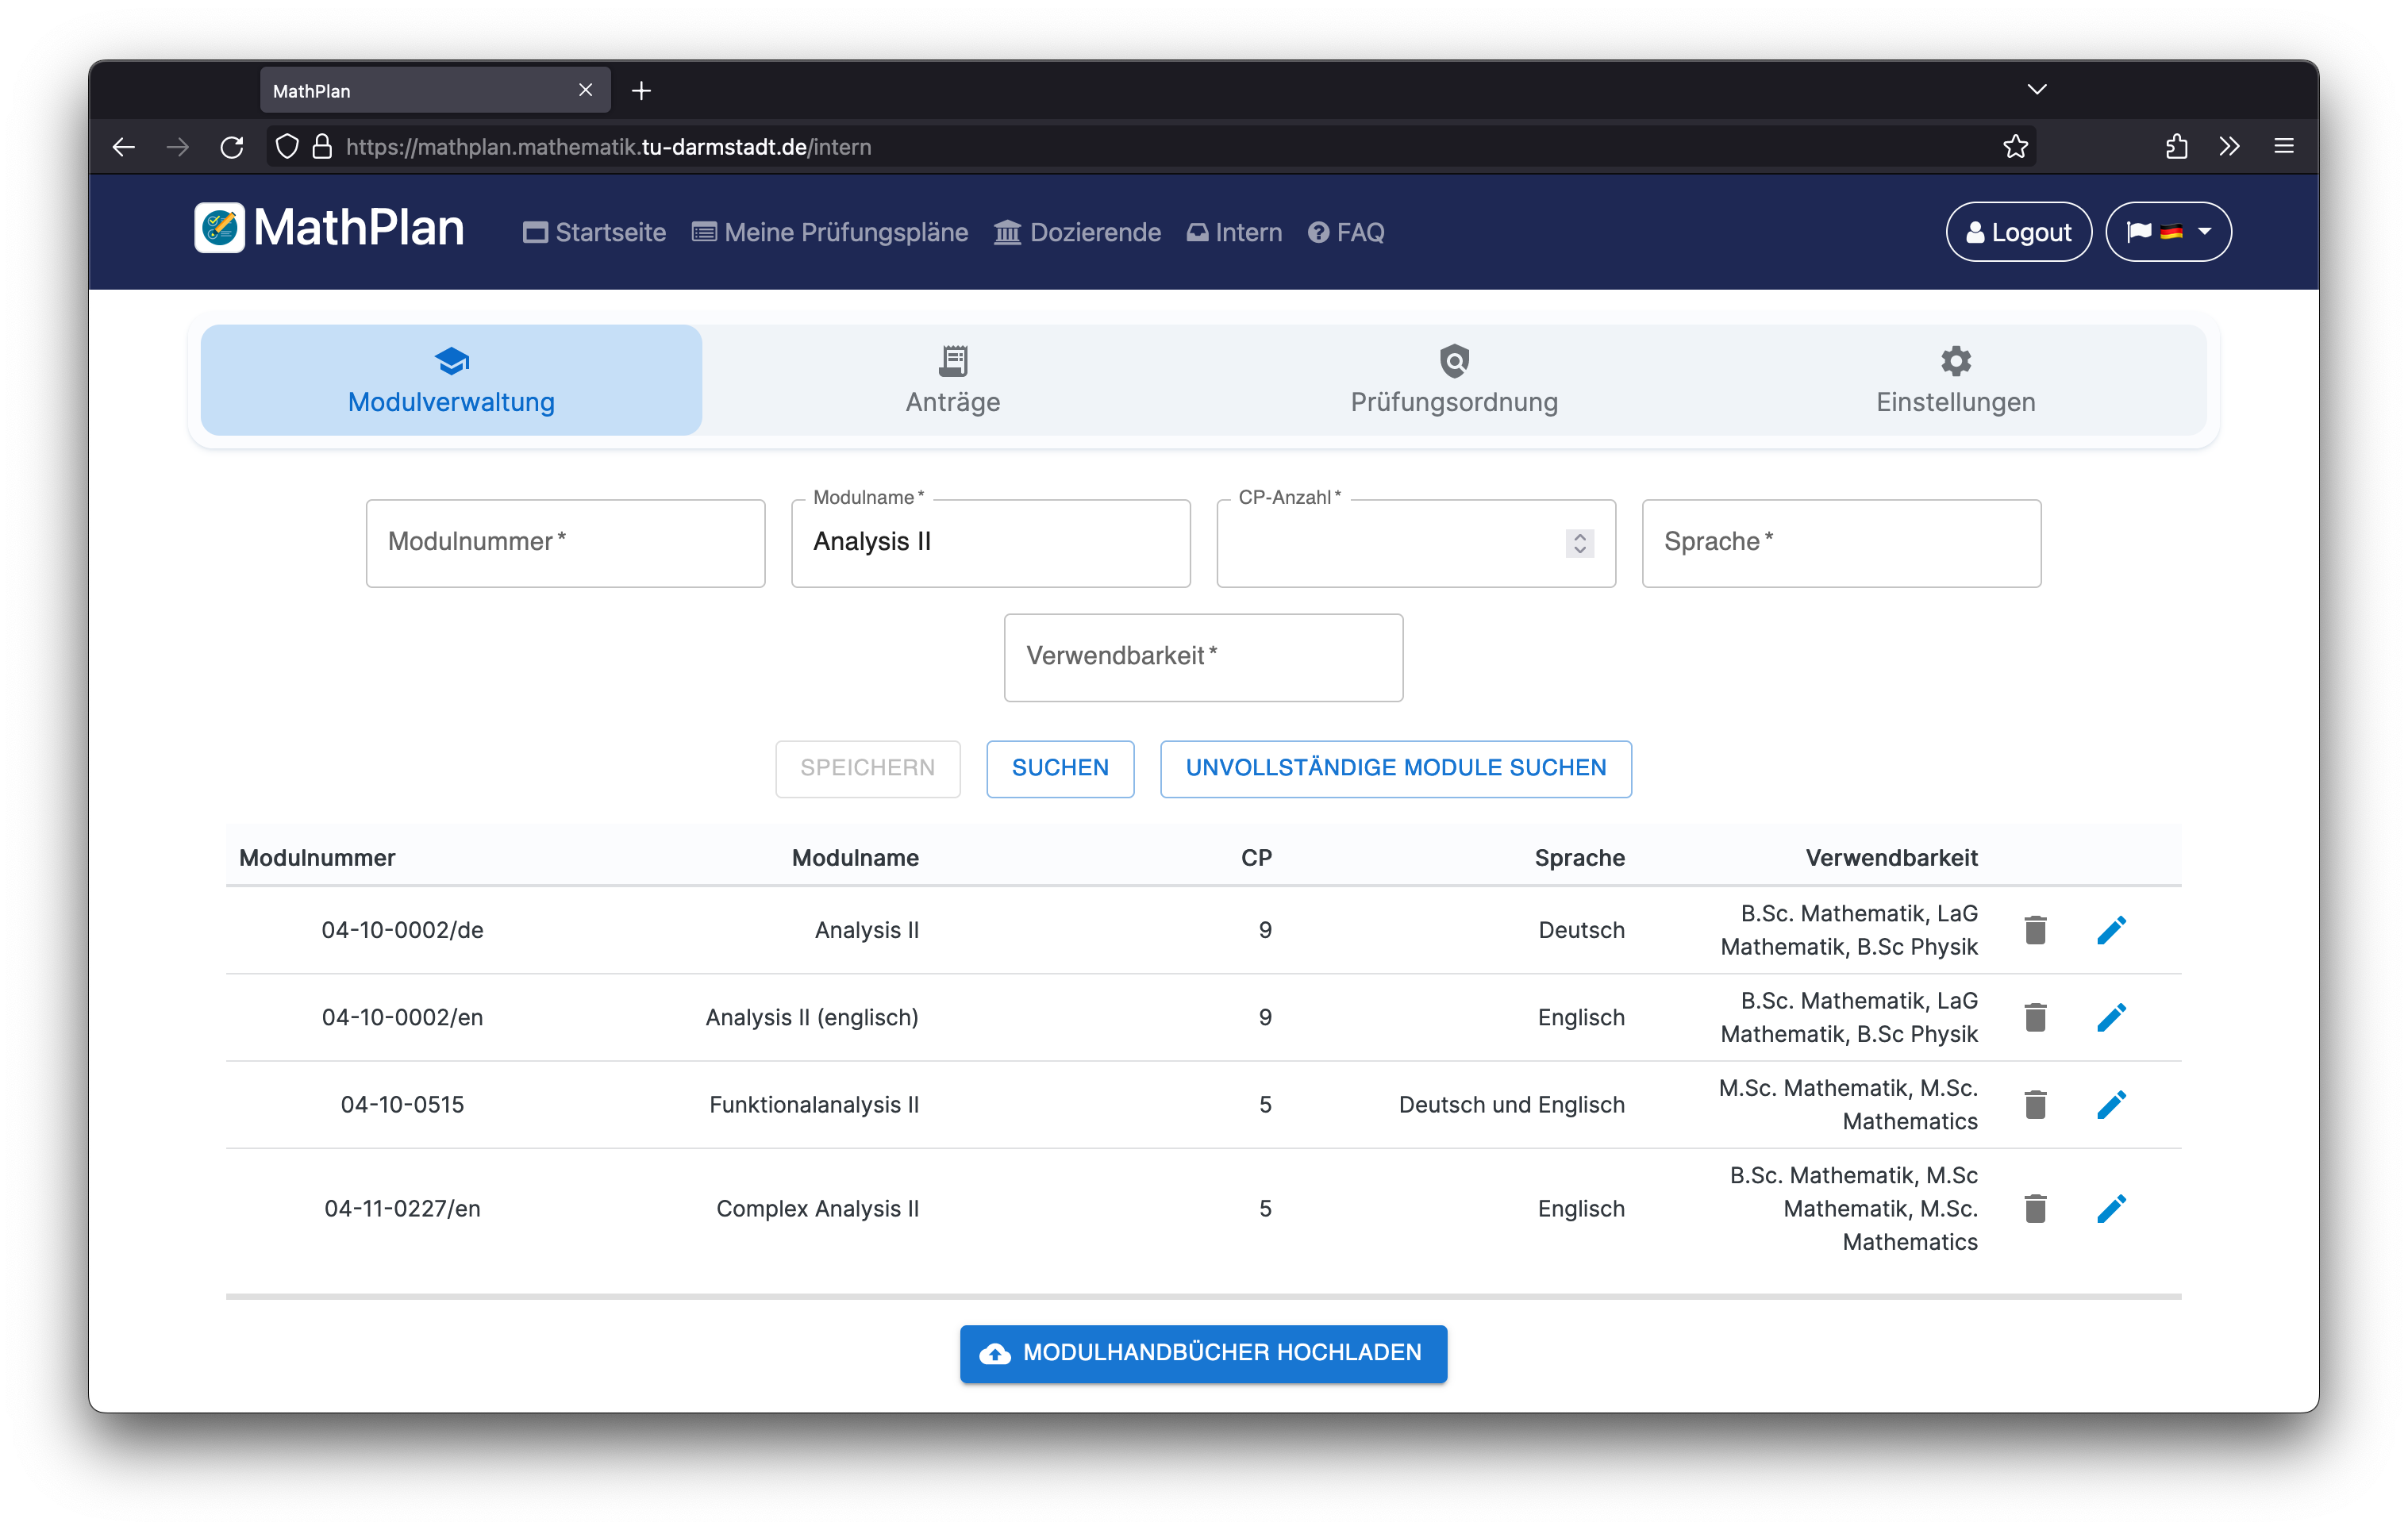 MathPlan
https://mathplan.mathematik.tu-darmstadt.de/intern
MathPlan Startseite Meine Prüfungspläne Dozierende Intern FAQ Logout
Modulverwaltung Anträge Prüfungsordnung Einstellungen
Modulname* CP-Anzahl*
Modulnummer* Analysis II Sprache*
Verwendbarkeit*
SPEICHERN SUCHEN UNVOLLSTÄNDIGE MODULE SUCHEN
Modulnummer Modulname CP Sprache Verwendbarkeit
04-10-0002/de Analysis II 9 Deutsch B.Sc. Mathematik, LaG
Mathematik, B.Sc Physik
04-10-0002/en Analysis II (englisch) 9 Englisch B.Sc. Mathematik, LaG
Mathematik, B.Sc Physik
04-10-0515 Funktionalanalysis II 5 Deutsch und Englisch M.Sc. Mathematik, M.Sc.
Mathematics
04-11-0227/en Complex Analysis II 5 Englisch B.Sc. Mathematik, M.Sc
Mathematik, M.Sc.
Mathematics
MODULHANDBÜCHER HOCHLADEN